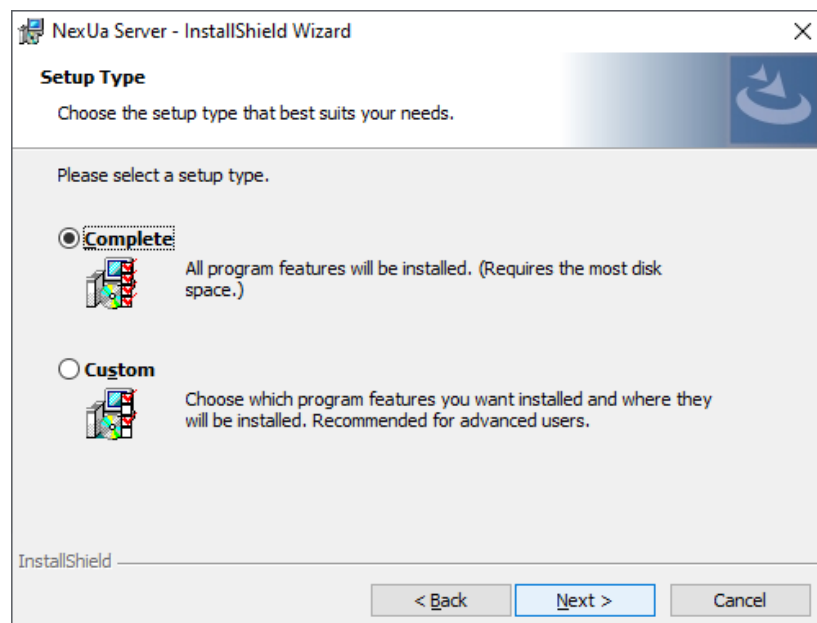 NexUa Server - InstallShield Wizard
Setup Type
Choose the setup type that best suits your needs.
Please select a setup type.
Complete
All program features will be installed. (Requires the most disk
space.)
Custom
Choose which program features you want installed and where they
will be installed. Recommended for advanced users.
InstallShield
< Back
Next >
Cancel